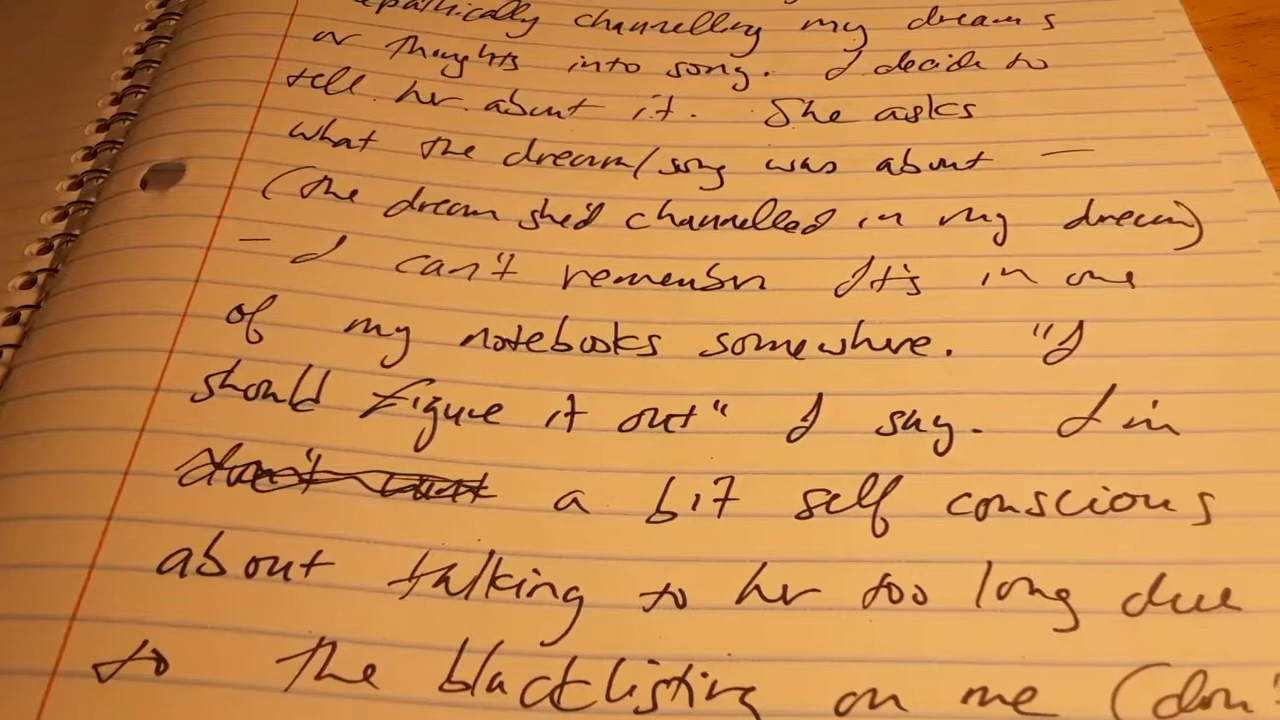 channelling my dreams
or thoughts into song. I decide to
tell her about it. She asks
what the dream/song was about —
(the dream she'd channelled in my dream)
— I can't remember It's in one
of my notebooks somewhere. "I
should figure it out" I say. I'm
a bit self conscious
about talking to her too long due
to the blacklisting on me (don'